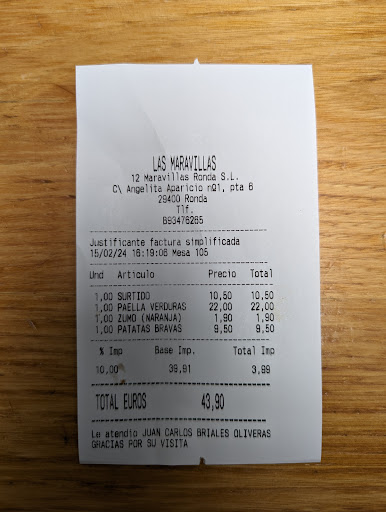 LAS MARAVILLAS
12 Maravillas Ronda S.L.
C\ Angelita Aparicio nº1, pta 6
29400 Ronda
Tlf.
B93476265
Justificante factura simplificada
15/02/24 16:19:06 Mesa 105
Und Artículo Precio Total
1,00 SURTIDO 10,50 10,50
1,00 PAELLA VERDURAS 22,00 22,00
1,00 ZUMO (NARANJA) 1,90 1,90
1,00 PATATAS BRAVAS 9,50 9,50
% Imp Base Imp. Total Imp
10.00 39,91 3,99
TOTAL EUROS 43,90
Le atendio JUAN CARLOS BRIALES OLIVERAS
GRACIAS POR SU VISITA